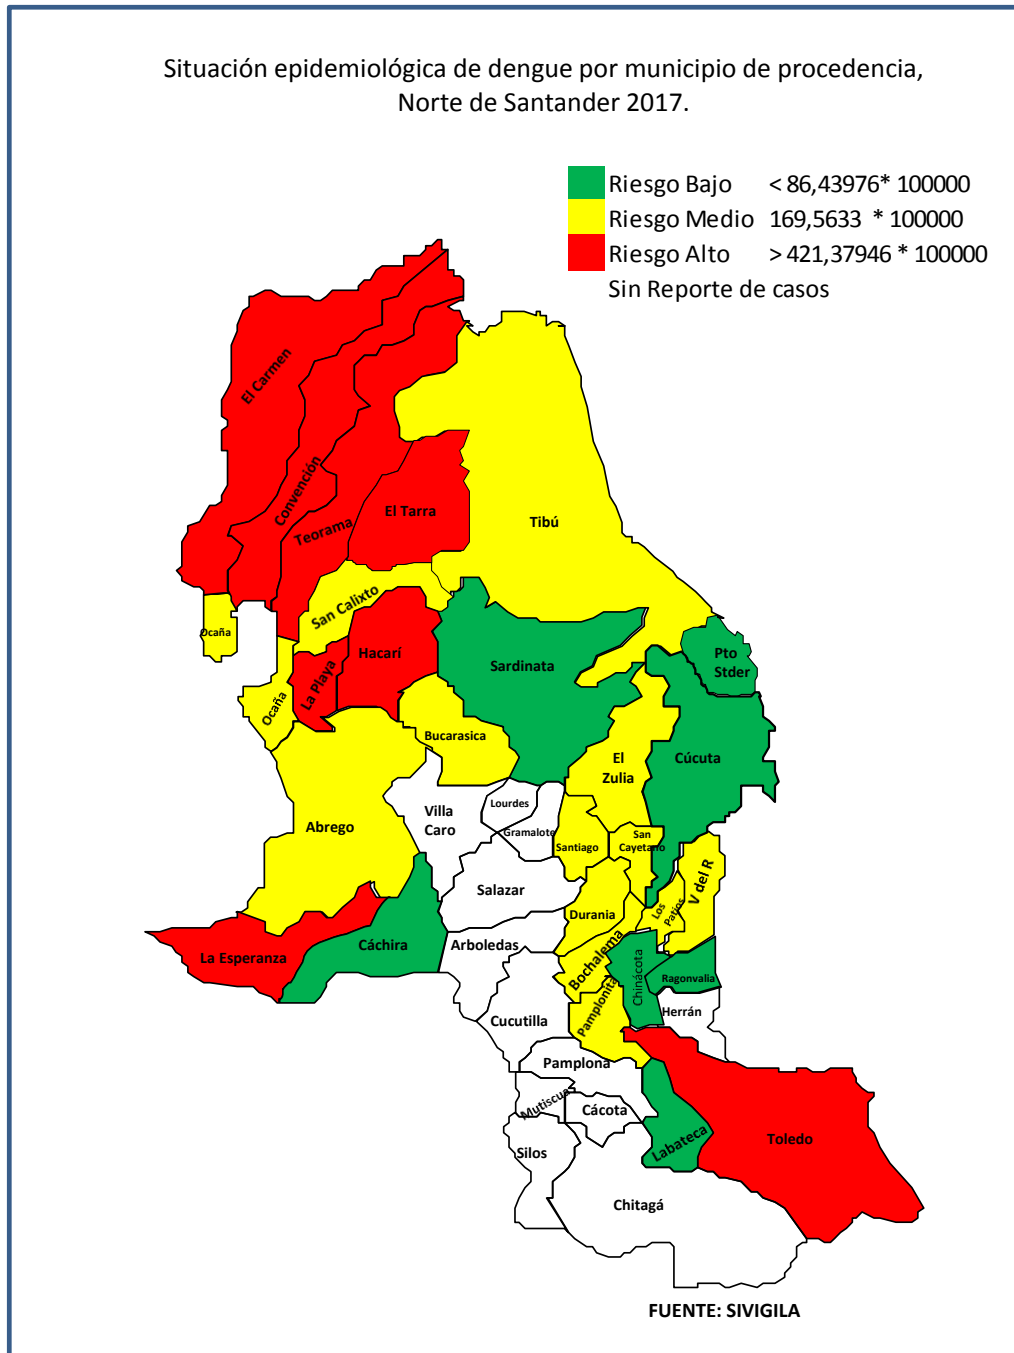 Situación epidemiológica de dengue por municipio de procedencia,
Norte de Santander 2017.
Riesgo Bajo < 86,43976* 100000
Riesgo Medio 169,5633 * 100000
Riesgo Alto > 421,37946 * 100000
Sin Reporte de casos
El Carmen
Convención
Teorama
El Tarra
Tibú
San Calixto
Ocaña
Hacarí
La Playa
Ocaña
Sardinata
Pto
Stder
Bucarasica
El
Zulia
Cúcuta
Abrego
Villa
Caro
Lourdes
Gramalote
Santiago
San
Cayetano
V del R
Salazar
Durania
Los
Patios
La Esperanza
Cáchira
Arboledas
Bochalema
Chinácota
Ragonvalia
Cucutilla
Pamplonita
Herrán
Pamplona
Mutiscua
Cácota
Labateca
Toledo
Silos
Chitagá
FUENTE: SIVIGILA